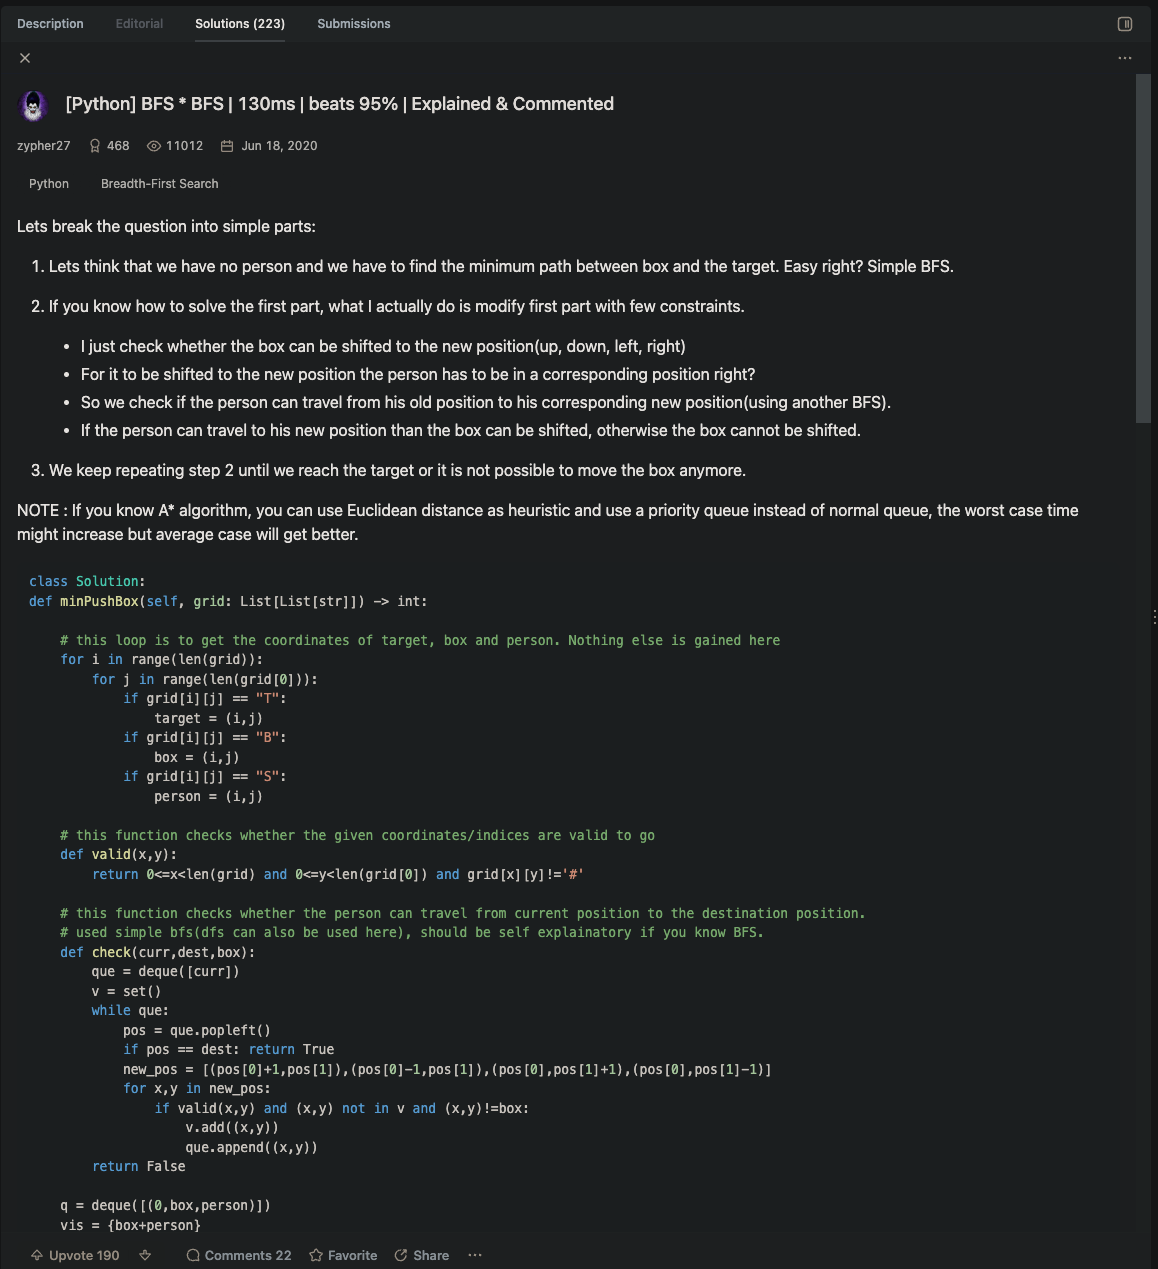 Description Editorial Solutions (223) Submissions
[Python] BFS * BFS | 130ms | beats 95% | Explained & Commented
zypher27 468 11012 Jun 18, 2020
Python Breadth-First Search
Lets break the question into simple parts:
1. Lets think that we have no person and we have to find the minimum path between box and the target. Easy right? Simple BFS.
2. If you know how to solve the first part, what I actually do is modify first part with few constraints.
• I just check whether the box can be shifted to the new position(up, down, left, right)
• For it to be shifted to the new position the person has to be in a corresponding position right?
• So we check if the person can travel from his old position to his corresponding new position(using another BFS).
• If the person can travel to his new position than the box can be shifted, otherwise the box cannot be shifted.
3. We keep repeating step 2 until we reach the target or it is not possible to move the box anymore.
NOTE : If you know A* algorithm, you can use Euclidean distance as heuristic and use a priority queue instead of normal queue, the worst case time
might increase but average case will get better.
class Solution:
def minPushBox(self, grid: List[List[str]]) -> int:
    # this loop is to get the coordinates of target, box and person. Nothing else is gained here
    for i in range(len(grid)):
        for j in range(len(grid[0])):
            if grid[i][j] == "T":
                target = (i,j)
            if grid[i][j] == "B":
                box = (i,j)
            if grid[i][j] == "S":
                person = (i,j)
    # this function checks whether the given coordinates/indices are valid to go
    def valid(x,y):
        return 0<=x<len(grid) and 0<=y<len(grid[0]) and grid[x][y]!='#'
    # this function checks whether the person can travel from current position to the destination position.
    # used simple bfs(dfs can also be used here), should be self explainatory if you know BFS.
    def check(curr,dest,box):
        que = deque([curr])
        v = set()
        while que:
            pos = que.popleft()
            if pos == dest: return True
            new_pos = [(pos[0]+1,pos[1]),(pos[0]-1,pos[1]),(pos[0],pos[1]+1),(pos[0],pos[1]-1)]
            for x,y in new_pos:
                if valid(x,y) and (x,y) not in v and (x,y)!=box:
                    v.add((x,y))
                    que.append((x,y))
        return False
    q = deque([(0,box,person)])
    vis = {box+person}
Upvote 190 Comments 22 Favorite Share